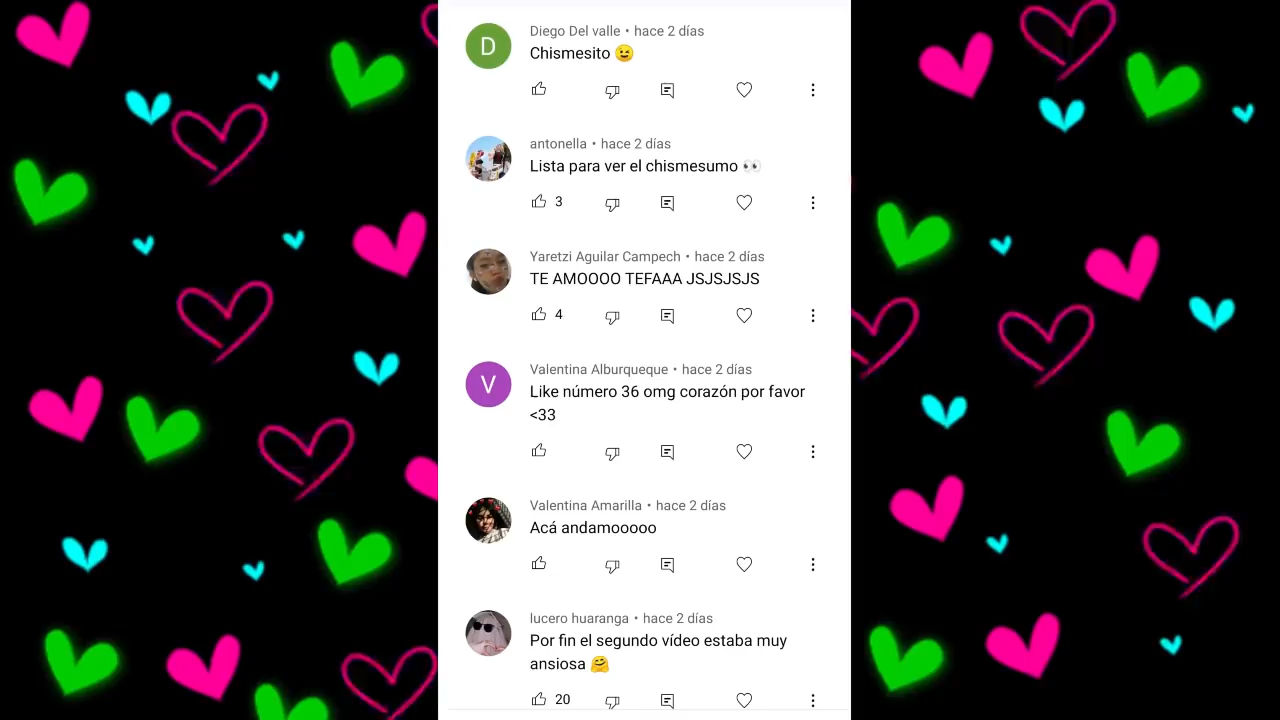 D
Diego Del valle • hace 2 días
Chismesito 😉
antonella • hace 2 días
Lista para ver el chismesumo 👀
3
Yaretzi Aguilar Campech • hace 2 días
TE AMOOOO TEFAAA JSJSJSJS
4
V
Valentina Alburqueque • hace 2 días
Like número 36 omg corazón por favor
<33
Valentina Amarilla • hace 2 días
Acá andamooooo
lucero huaranga • hace 2 días
Por fin el segundo vídeo estaba muy
ansiosa 🤗
20